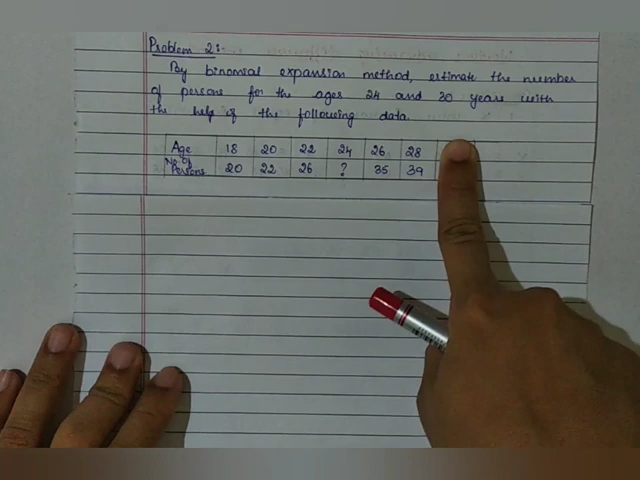 Problem 2:-
By binomial expansion method, estimate the number
of persons for the ages 24 and 30 years with
the help of the following data.
Age 18 20 22 24 26 28
No. of Persons 20 22 26 ? 35 39